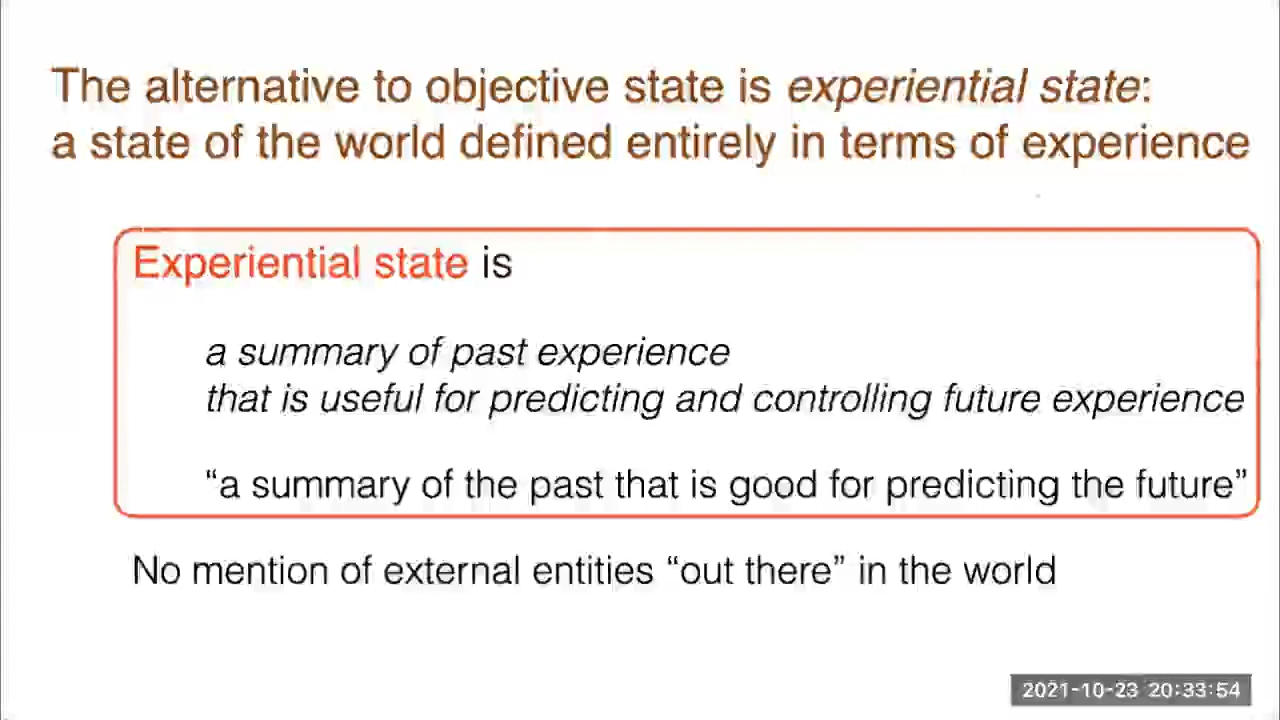 The alternative to objective state is experiential state:
a state of the world defined entirely in terms of experience
Experiential state is
a summary of past experience
that is useful for predicting and controlling future experience
“a summary of the past that is good for predicting the future”
No mention of external entities “out there” in the world
2021-10-23 20:33:54